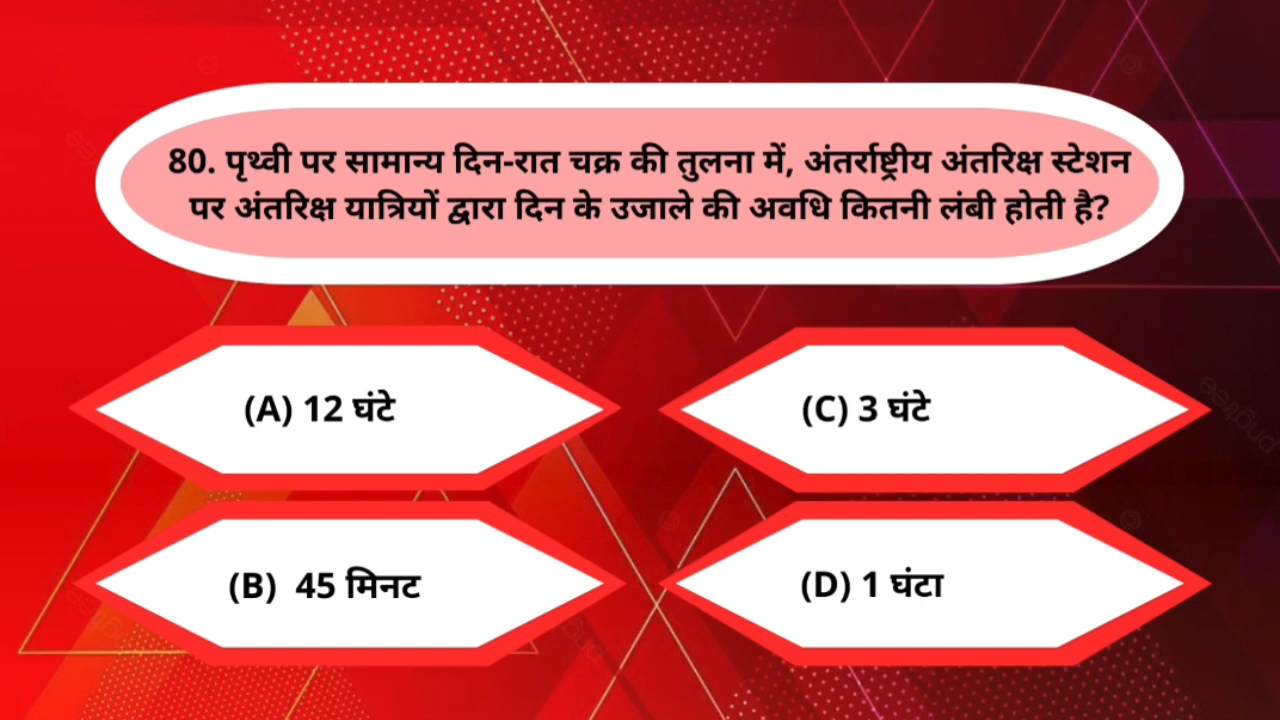 80. पृथ्वी पर सामान्य दिन-रात चक्र की तुलना में, अंतर्राष्ट्रीय अंतरिक्ष स्टेशन
पर अंतरिक्ष यात्रियों द्वारा दिन के उजाले की अवधि कितनी लंबी होती है?
(A) 12 घंटे
(C) 3 घंटे
(B) 45 मिनट
(D) 1 घंटा